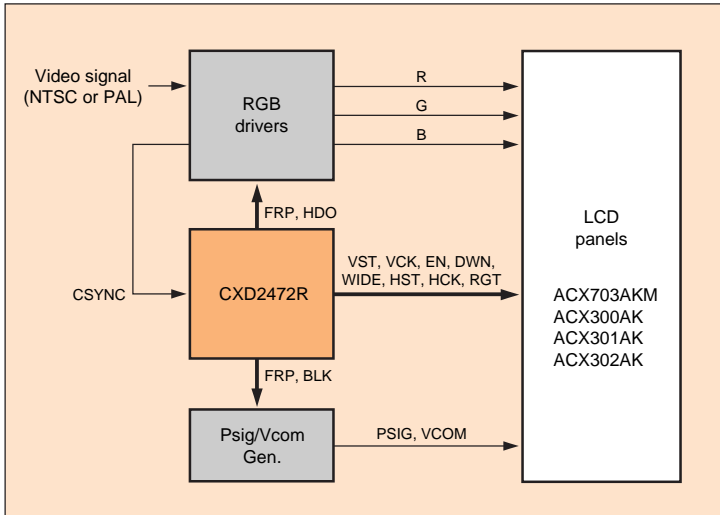 Video signal
(NTSC or PAL)
RGB
drivers
R
G
B
FRP, HDO
LCD
panels
ACX703AKM
ACX300AK
ACX301AK
ACX302AK
CSYNC
CXD2472R
VST, VCK, EN, DWN,
WIDE, HST, HCK, RGT
FRP, BLK
Psig/Vcom
Gen.
PSIG, VCOM